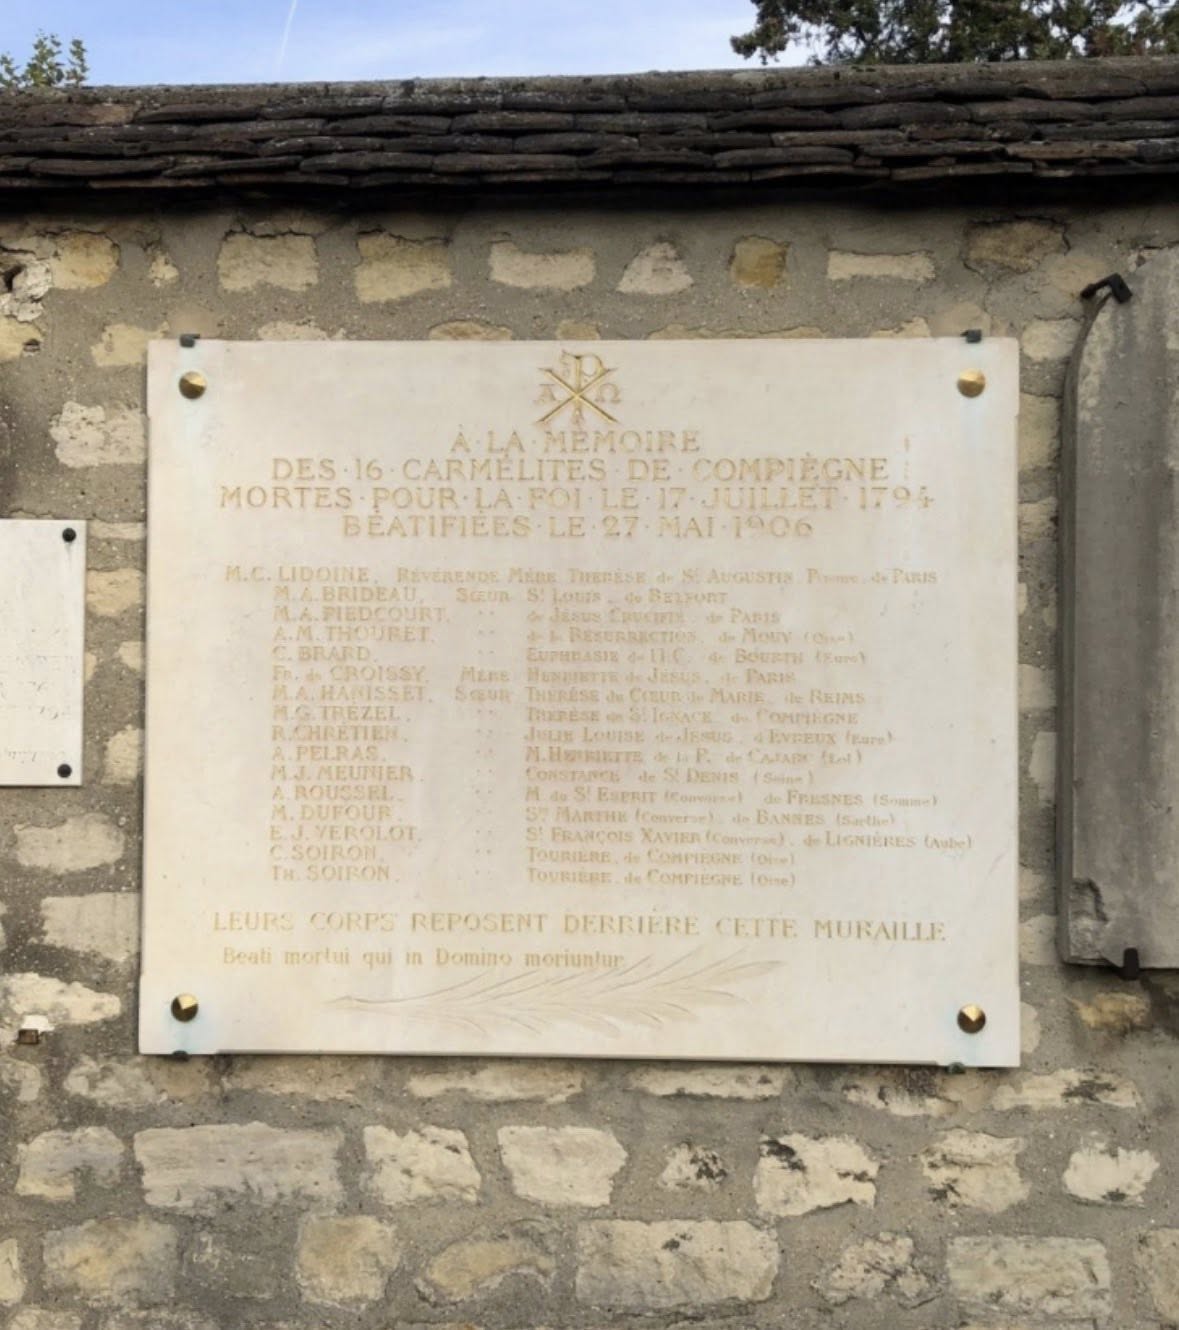 A Ω
À·LA·MÉMOIRE
DES·16·CARMÉLITES·DE·COMPIÈGNE
MORTES·POUR·LA·FOI·LE·17·JUILLET·1794
BÉATIFIÉES·LE·27·MAI·1906
M.C. LIDOINE, RÉVÉRENDE MÈRE THÉRÈSE de St AUGUSTIN de PARIS
M.A. BRIDEAU, SŒUR St LOUIS, de BELFORT
M.A. PIEDCOURT, " de JÉSUS CRUCIFIÉ, de PARIS
A.M. THOURET, " de la RÉSURRECTION, de MOUY (Oise)
C. BRARD, " EUPHRASIE de l'I.C. de BOURTH (Eure)
Fr. de CROISSY, MÈRE HENRIETTE de JÉSUS, de PARIS
M.A. HANISSET, SŒUR THÉRÈSE du CŒUR de MARIE, de REIMS
M.G. TRÉZEL, " THÉRÈSE de St IGNACE, de COMPIÈGNE
R. CHRÉTIEN, " JULIE LOUISE de JÉSUS, d'EVREUX (Eure)
A. PELRAS, " M. HENRIETTE de la P. de CAJARC (Lot)
M.J. MEUNIER, " CONSTANCE de St DENIS (Seine)
A. ROUSSEL, " M. du St ESPRIT (Converse) de FRESNES (Somme)
M. DUFOUR, " Ste MARTHE (Converse), de BANNES (Sarthe)
E.J. VEROLOT, " St FRANÇOIS XAVIER (Converse), de LIGNIÈRES (Aube)
C. SOIRON, " TOURIÈRE, de COMPIÈGNE (Oise)
TH. SOIRON, " TOURIÈRE, de COMPIÈGNE (Oise)
LEURS CORPS REPOSENT DERRIÈRE CETTE MURAILLE
Beati mortui qui in Domino moriuntur